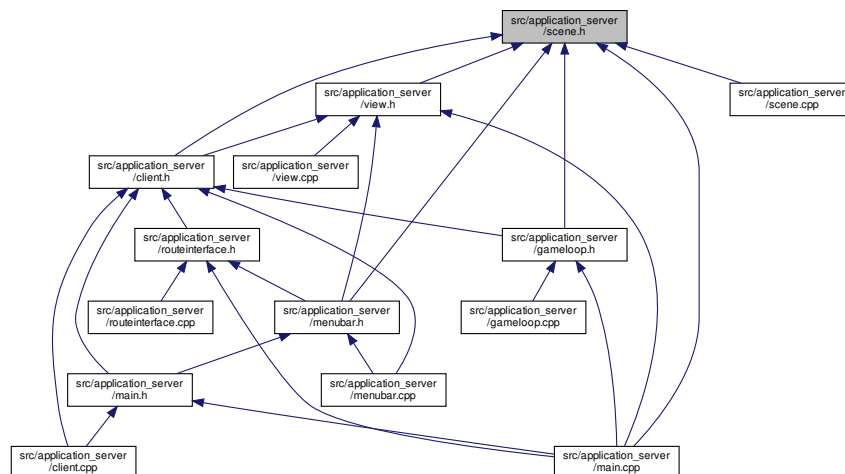 src/application_server
/scene.h
src/application_server
/view.h
src/application_server
/scene.cpp
src/application_server
/client.h
src/application_server
/view.cpp
src/application_server
/routeinterface.h
src/application_server
/gameloop.h
src/application_server
/routeinterface.cpp
src/application_server
/menubar.h
src/application_server
/gameloop.cpp
src/application_server
/main.h
src/application_server
/menubar.cpp
src/application_server
/client.cpp
src/application_server
/main.cpp